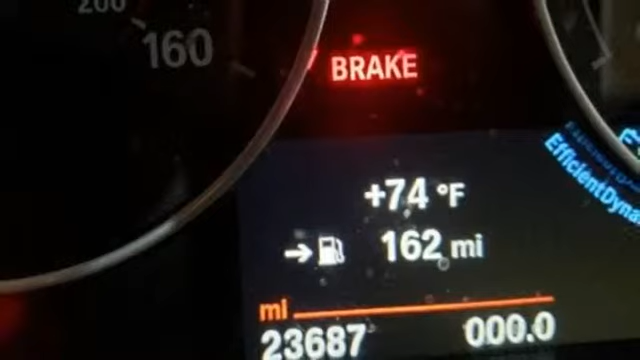 200
160
BRAKE
+74 °F
EfficientDyna
162 mi
mi
23687 000.0